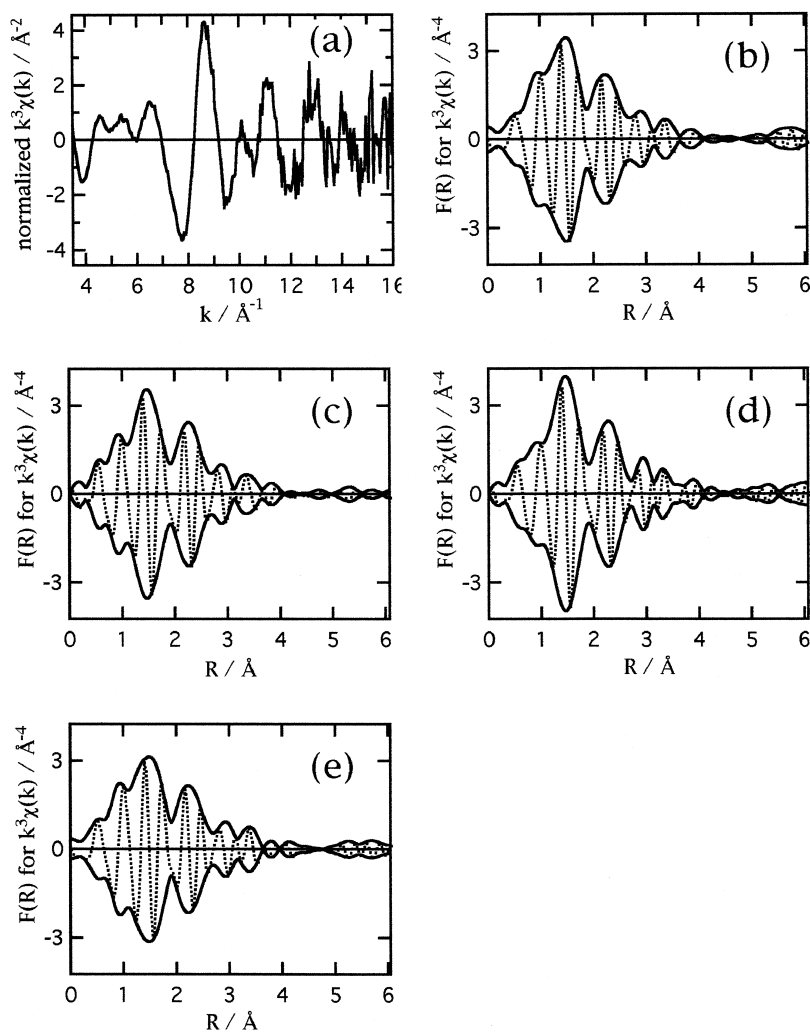 (a)
normalized k³χ(k) / Å⁻²
4
2
0
-2
-4
4 6 8 10 12 14 16
k / Å⁻¹
(b)
F(R) for k³χ(k) / Å⁻⁴
3
0
-3
0 1 2 3 4 5 6
R / Å
(c)
F(R) for k³χ(k) / Å⁻⁴
3
0
-3
0 1 2 3 4 5 6
R / Å
(d)
F(R) for k³χ(k) / Å⁻⁴
3
0
-3
0 1 2 3 4 5 6
R / Å
(e)
F(R) for k³χ(k) / Å⁻⁴
3
0
-3
0 1 2 3 4 5 6
R / Å